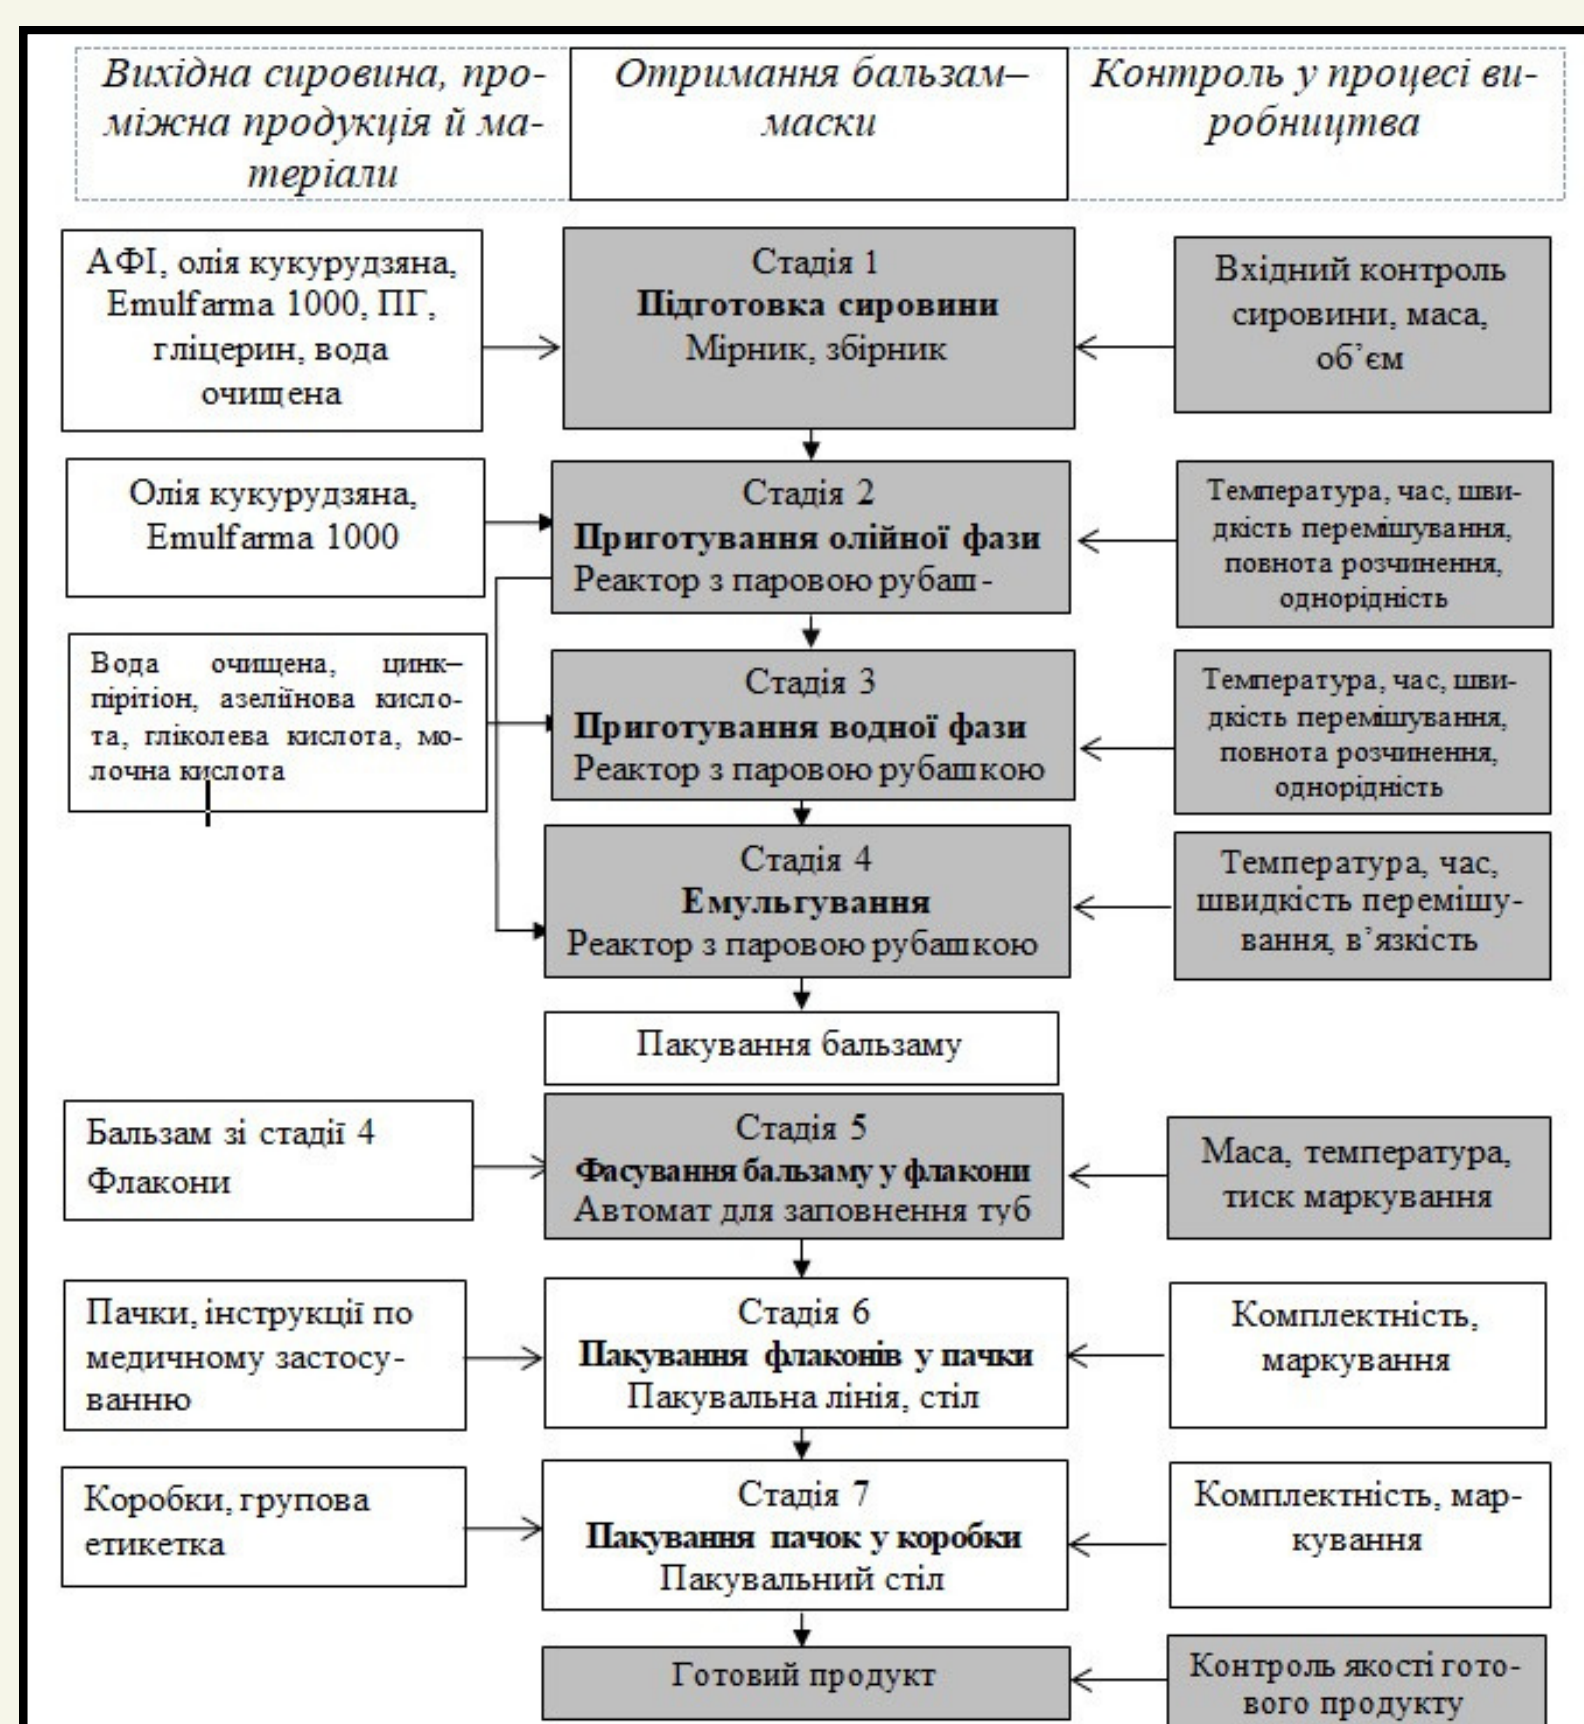 Вихідна сировина, про-
міжна продукція й ма-
теріали
Отримання бальзам–
маски
Контроль у процесі ви-
робництва
АФІ, олія кукурудзяна,
Emulfarma 1000, ПГ,
гліцерин, вода
очищена
Стадія 1
Підготовка сировини
Мірник, збірник
Вхідний контроль
сировини, маса,
об’єм
Олія кукурудзяна,
Emulfarma 1000
Стадія 2
Приготування олійної фази
Реактор з паровою рубаш-
Температура, час, шви-
дкість перемішування,
повнота розчинення,
однорідність
Вода очищена, цинк–
пірітіон, азеліїнова кисло-
та, гліколева кислота, мо-
лочна кислота
Стадія 3
Приготування водної фази
Реактор з паровою рубашкою
Температура, час, шви-
дкість перемішування,
повнота розчинення,
однорідність
Стадія 4
Емульгування
Реактор з паровою рубашкою
Температура, час,
швидкість перемішу-
вання, в’язкість
Пакування бальзаму
Бальзам зі стадії 4
Флакони
Стадія 5
Фасування бальзаму у флакони
Автомат для заповнення туб
Маса, температура,
тиск маркування
Пачки, інструкції по
медичному застосу-
ванню
Стадія 6
Пакування флаконів у пачки
Пакувальна лінія, стіл
Комплектність,
маркування
Коробки, групова
етикетка
Стадія 7
Пакування пачок у коробки
Пакувальний стіл
Комплектність, мар-
кування
Готовий продукт
Контроль якості гото-
вого продукту